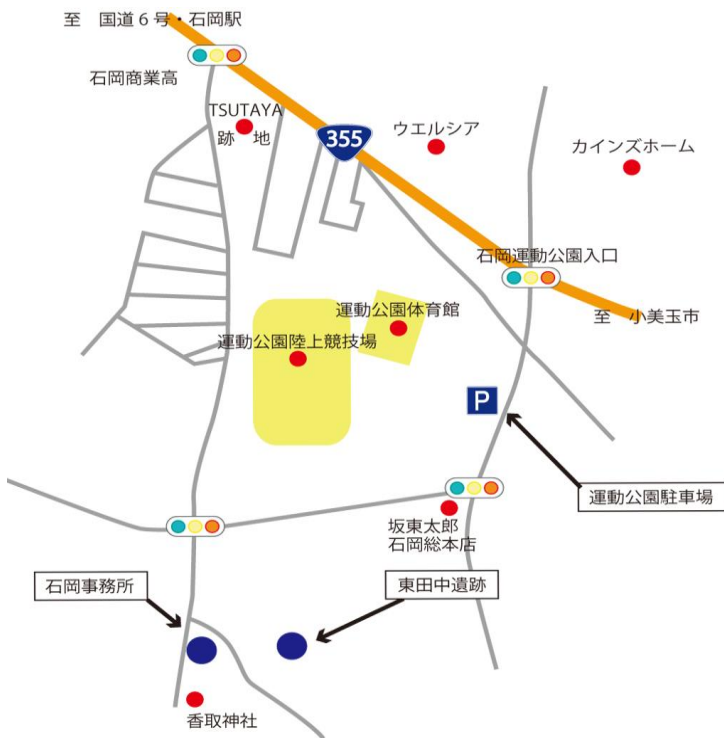 至　国道６号・石岡駅
石岡商業高
TSUTAYA
跡　地
355
ウエルシア
カインズホーム
石岡運動公園入口
至　小美玉市
運動公園体育館
運動公園陸上競技場
P
運動公園駐車場
坂東太郎
石岡総本店
石岡事務所
東田中遺跡
香取神社